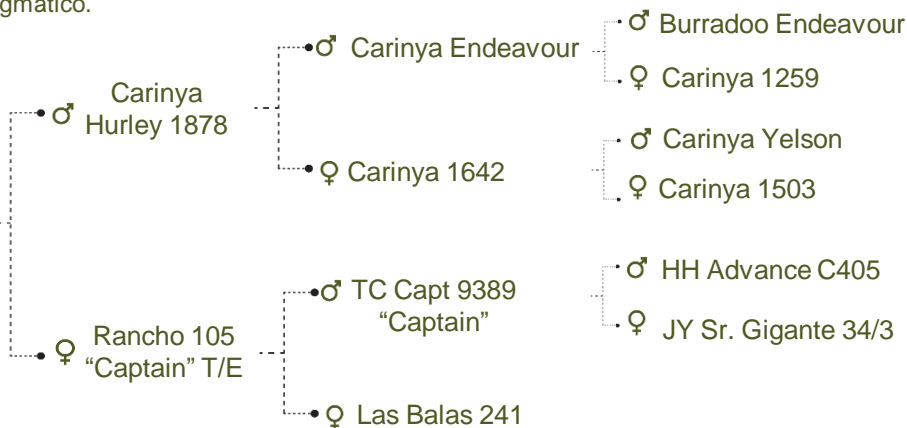 gmático.
♂ Burradoo Endeavour
♂ Carinya Endeavour
♀ Carinya 1259
♂ Carinya
Hurley 1878
♂ Carinya Yelson
♀ Carinya 1642
♀ Carinya 1503
♂ HH Advance C405
♂ TC Capt 9389
“Captain”
♀ JY Sr. Gigante 34/3
♀ Rancho 105
“Captain” T/E
♀ Las Balas 241